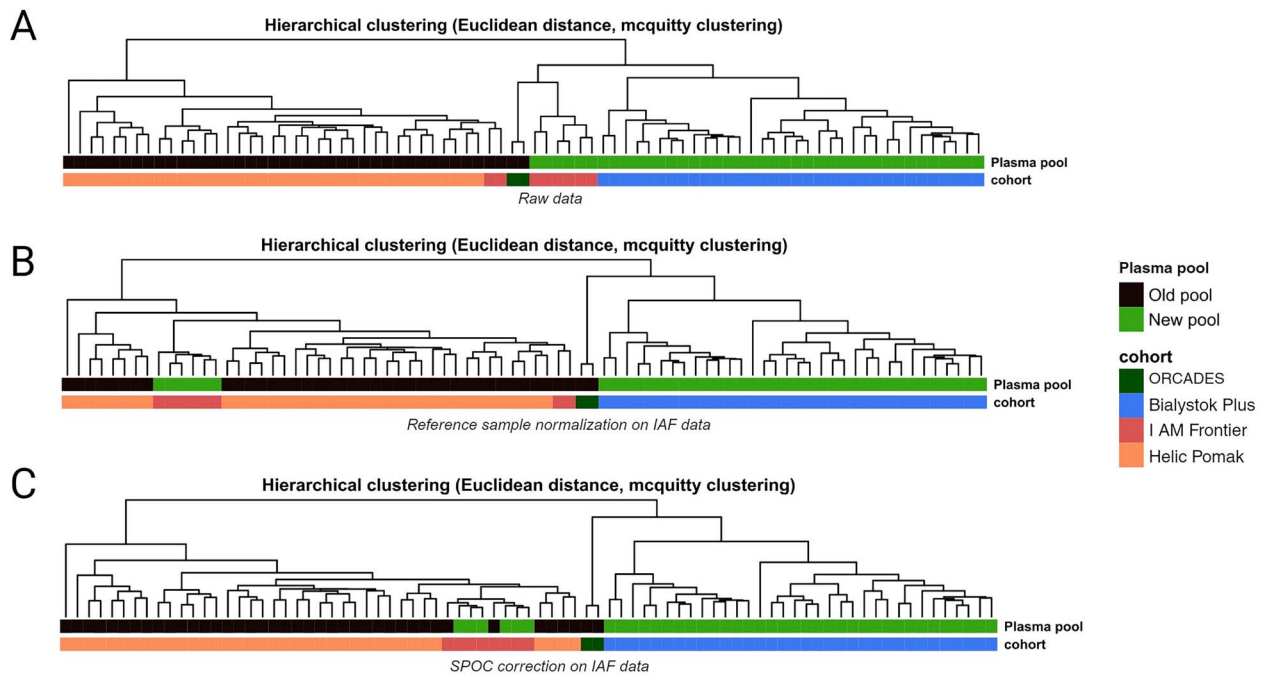 A
Hierarchical clustering (Euclidean distance, mcquitty clustering)
Plasma pool
cohort
Raw data
B
Hierarchical clustering (Euclidean distance, mcquitty clustering)
Plasma pool
cohort
Reference sample normalization on IAF data
Plasma pool
Old pool
New pool
cohort
ORCADES
Bialystok Plus
I AM Frontier
Helic Pomak
C
Hierarchical clustering (Euclidean distance, mcquitty clustering)
Plasma pool
cohort
SPOC correction on IAF data